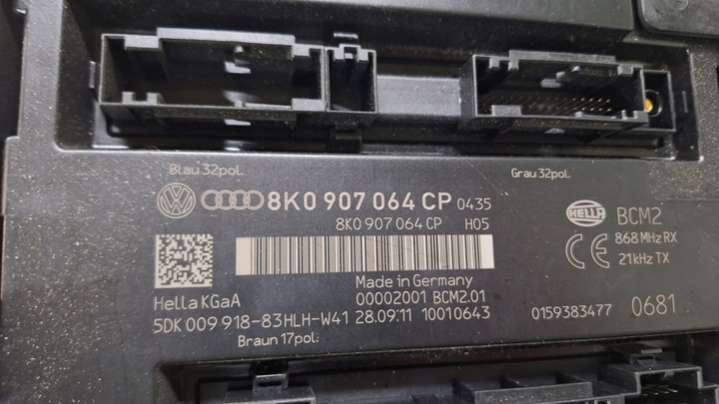 Blau 32pol.
Grau 32pol.
8K0 907 064 CP 0435
8K0 907 064 CP H05
HELLA
BCM2
868 MHz RX
21kHz TX
CE
Made in Germany
Hella KGaA
00002001 BCM2.01
5DK 009 918-83HLH-W41 28.09.11 10010643
0159383477 0681
Braun 17pol.